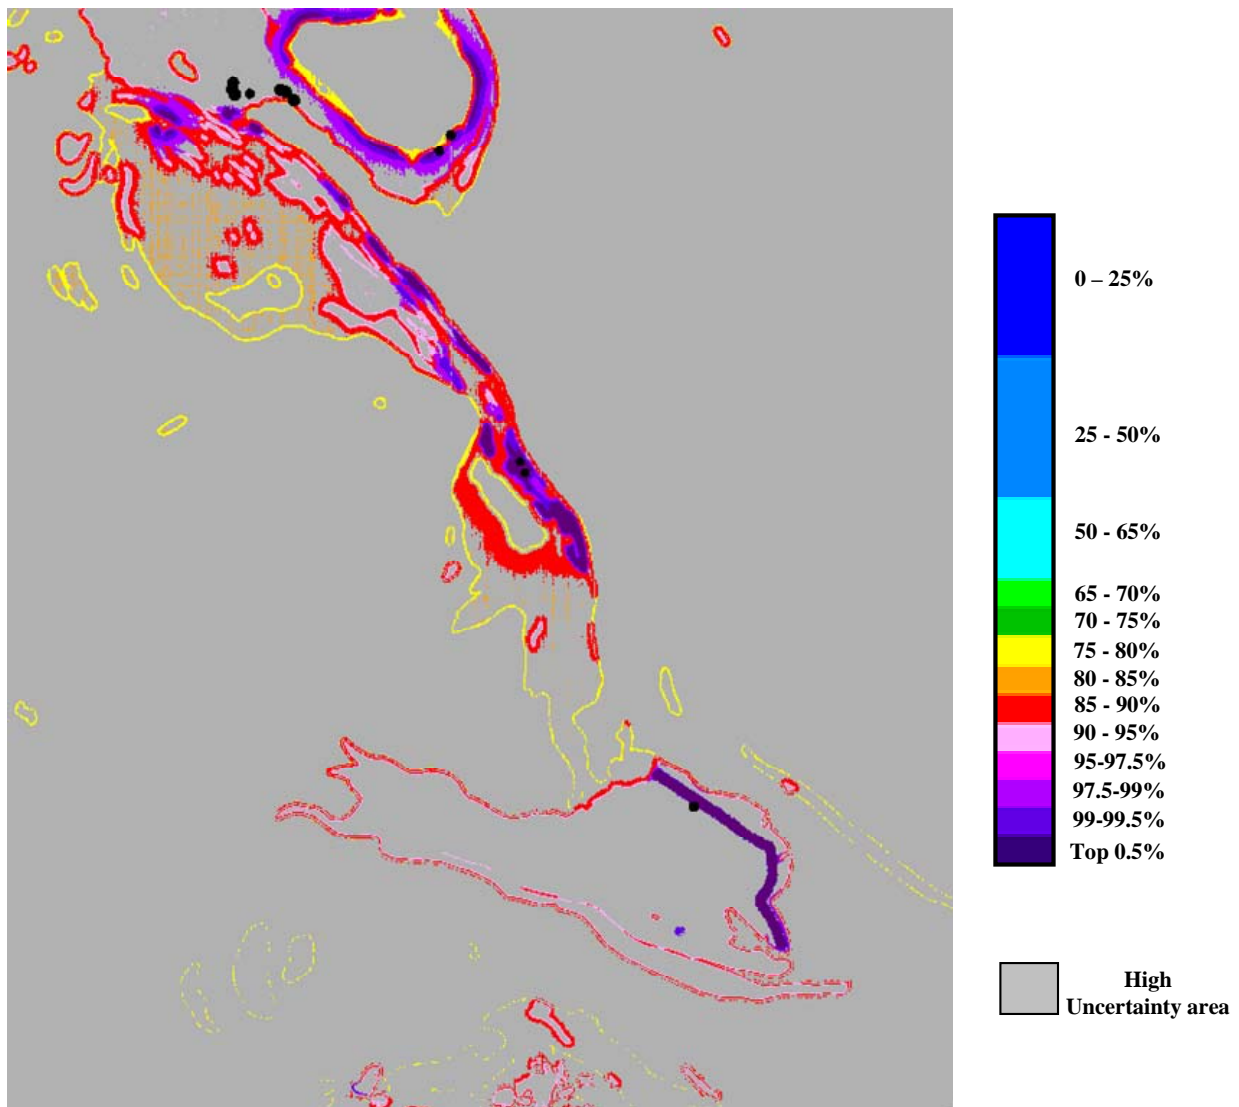 0 – 25%
25 - 50%
50 - 65%
65 - 70%
70 - 75%
75 - 80%
80 - 85%
85 - 90%
90 - 95%
95-97.5%
97.5-99%
99-99.5%
Top 0.5%
High
Uncertainty area